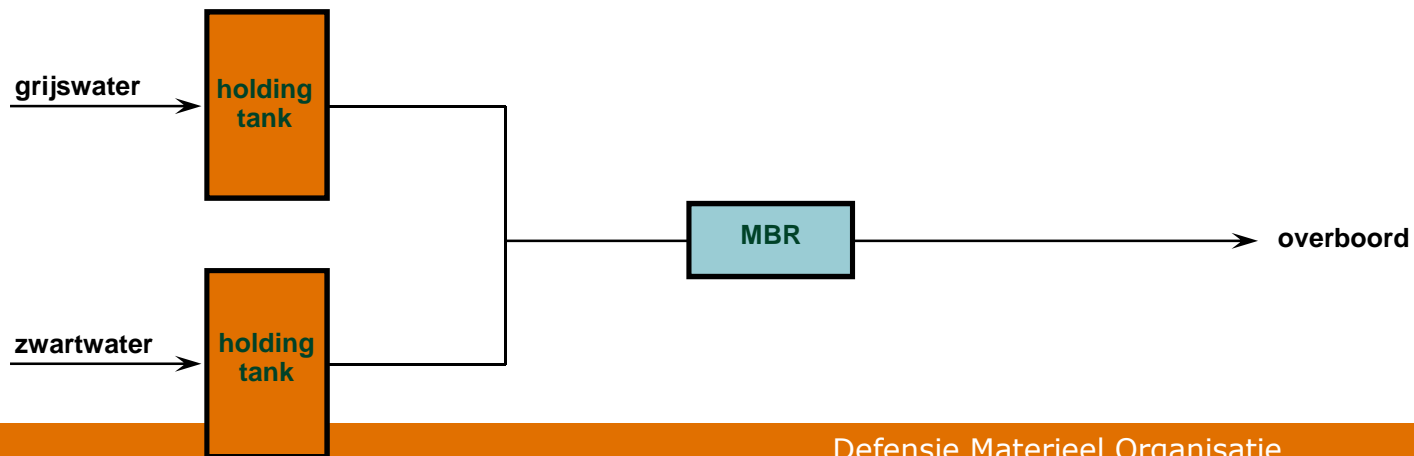 grijswater
holding
tank
MBR
overboord
zwartwater
holding
tank
Defensie Materieel Organisatie